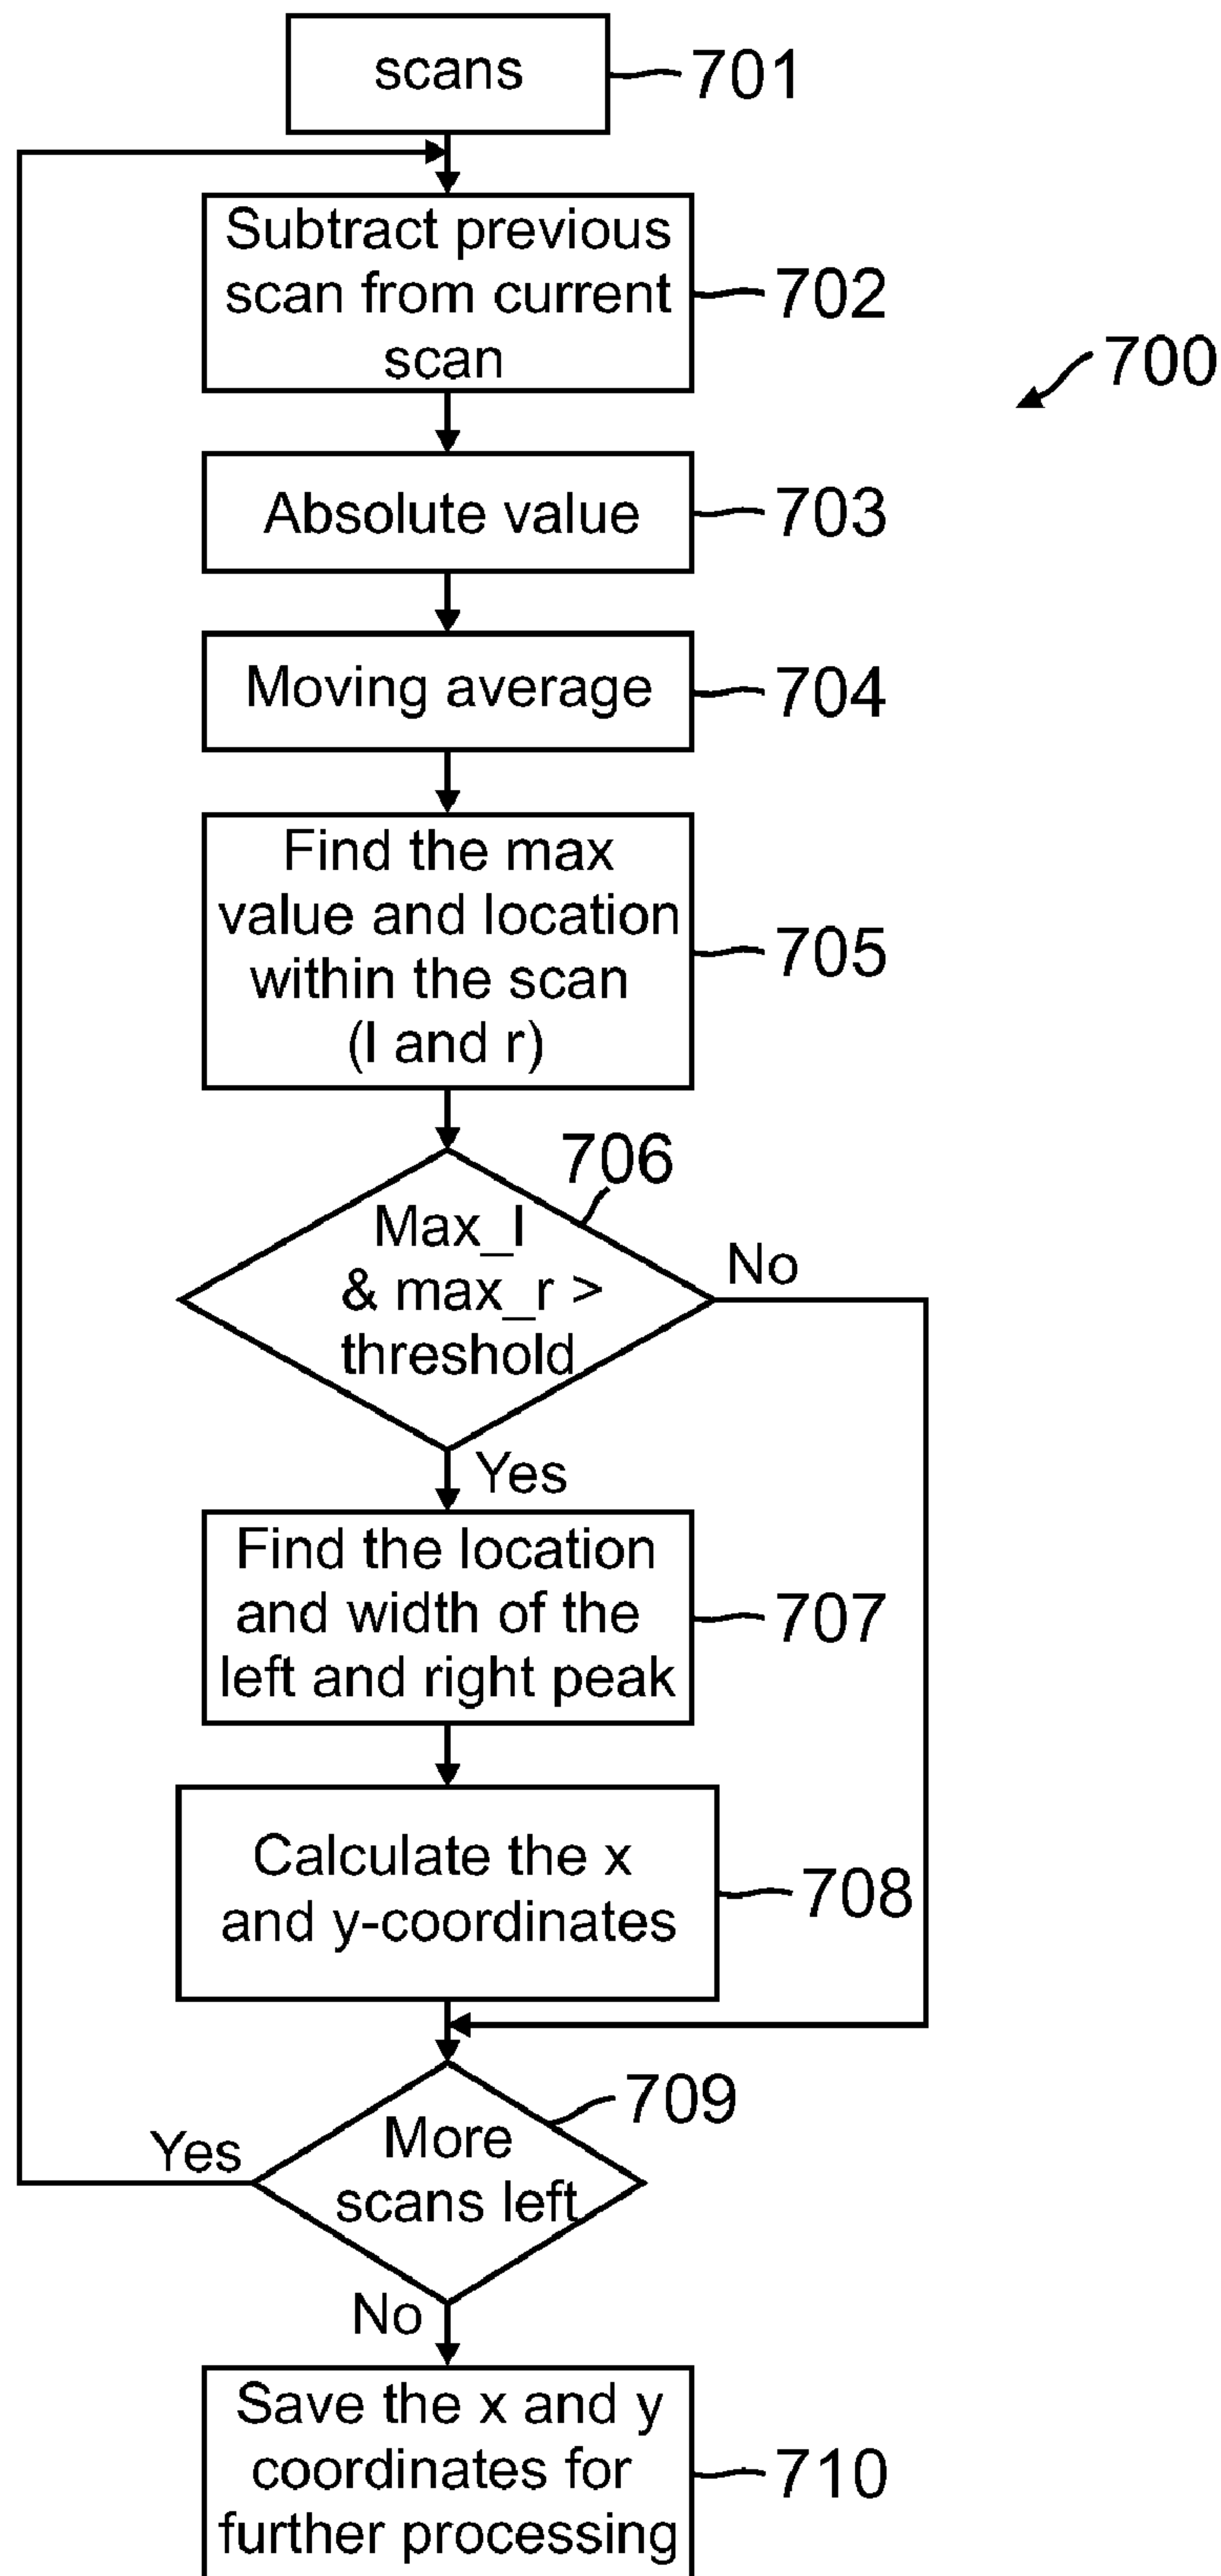 scans
701
Subtract previous
scan from current
scan
702
700
Absolute value
703
Moving average
704
Find the max
value and location
within the scan
(l and r)
705
706
Max_l
& max_r >
threshold
No
Yes
Find the location
and width of the
left and right peak
707
Calculate the x
and y-coordinates
708
709
More
scans left
Yes
No
Save the x and y
coordinates for
further processing
710